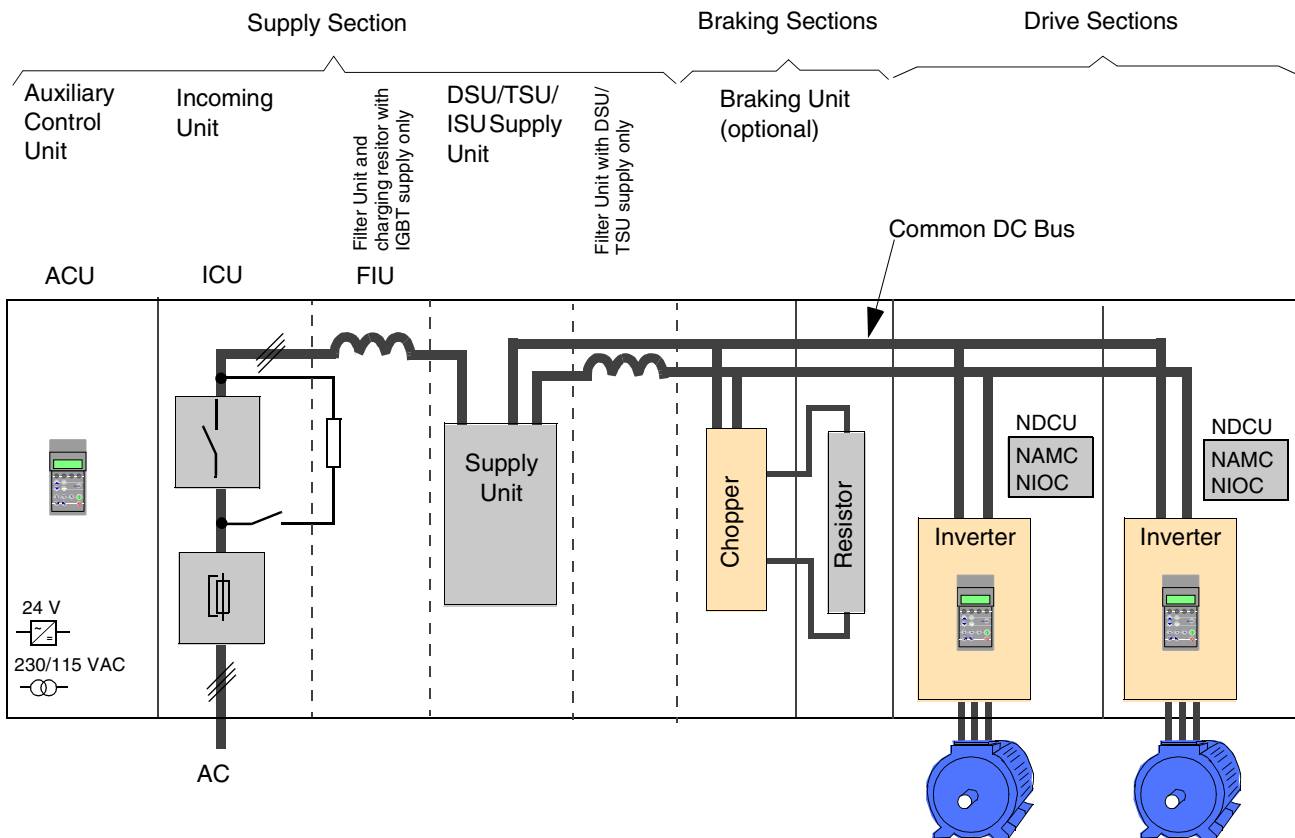 Supply Section
Braking Sections
Drive Sections
Auxiliary
Control
Unit
Incoming
Unit
Filter Unit and
charging resitor with
IGBT supply only
DSU/TSU/
ISU Supply
Unit
Filter Unit with DSU/
TSU supply only
Braking Unit
(optional)
Common DC Bus
ACU
ICU
FIU
Supply
Unit
Chopper
Resistor
NDCU
NAMC
NIOC
NDCU
NAMC
NIOC
Inverter
Inverter
24 V
230/115 VAC
AC